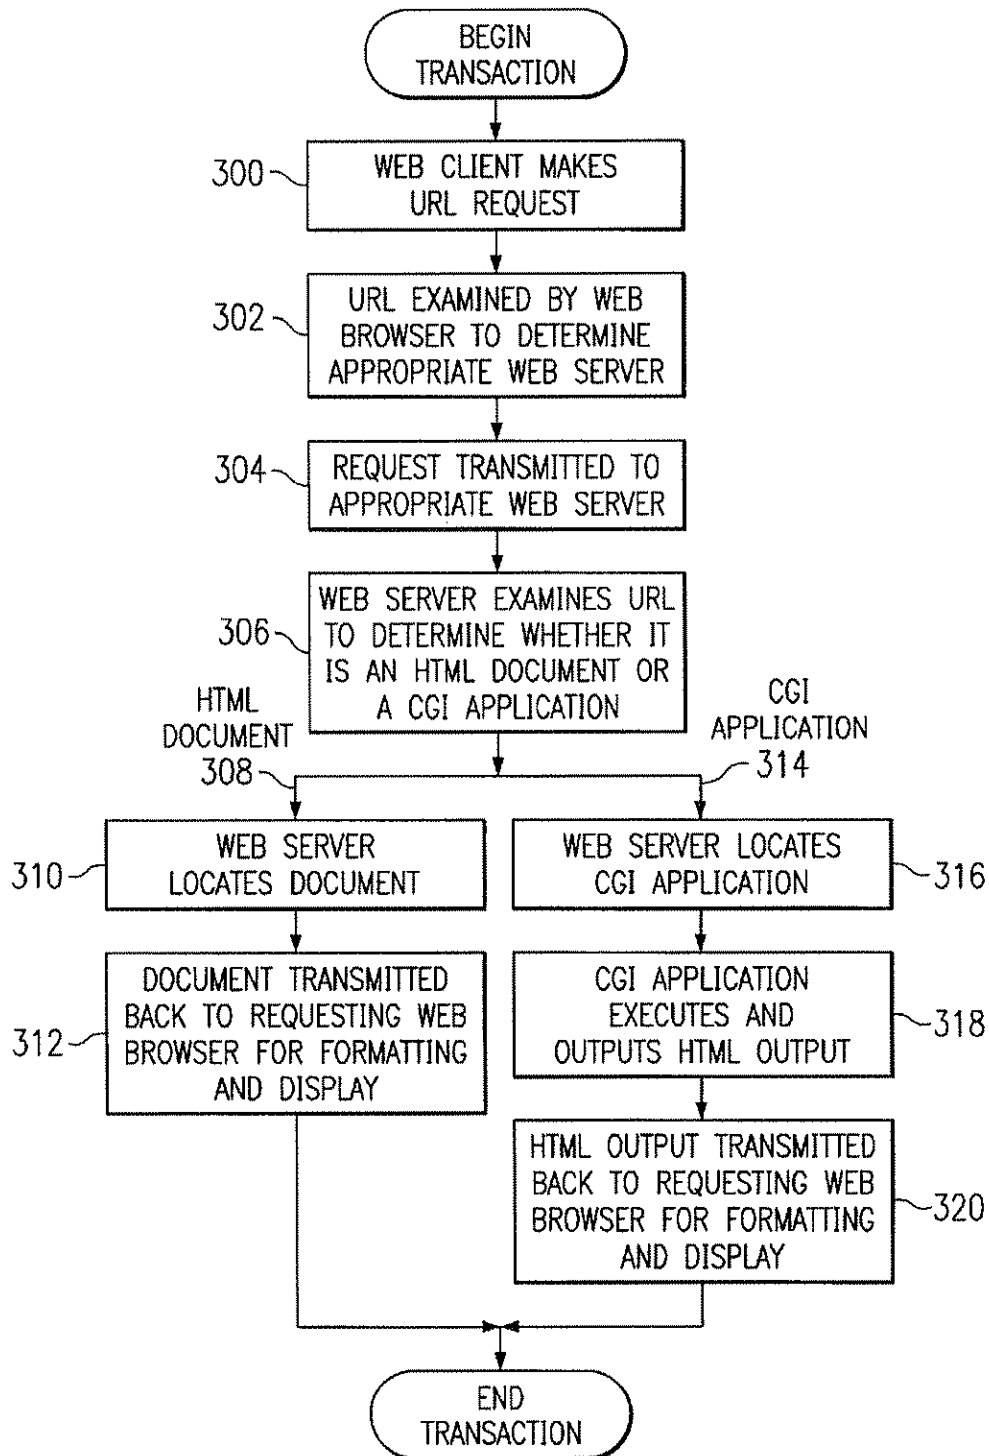 BEGIN
TRANSACTION
300
WEB CLIENT MAKES
URL REQUEST
302
URL EXAMINED BY WEB
BROWSER TO DETERMINE
APPROPRIATE WEB SERVER
304
REQUEST TRANSMITTED TO
APPROPRIATE WEB SERVER
306
WEB SERVER EXAMINES URL
TO DETERMINE WHETHER IT
IS AN HTML DOCUMENT OR
A CGI APPLICATION
HTML
DOCUMENT
308
CGI
APPLICATION
314
310
WEB SERVER
LOCATES DOCUMENT
WEB SERVER LOCATES
CGI APPLICATION
316
312
DOCUMENT TRANSMITTED
BACK TO REQUESTING WEB
BROWSER FOR FORMATTING
AND DISPLAY
CGI APPLICATION
EXECUTES AND
OUTPUTS HTML OUTPUT
318
HTML OUTPUT TRANSMITTED
BACK TO REQUESTING WEB
BROWSER FOR FORMATTING
AND DISPLAY
320
END
TRANSACTION